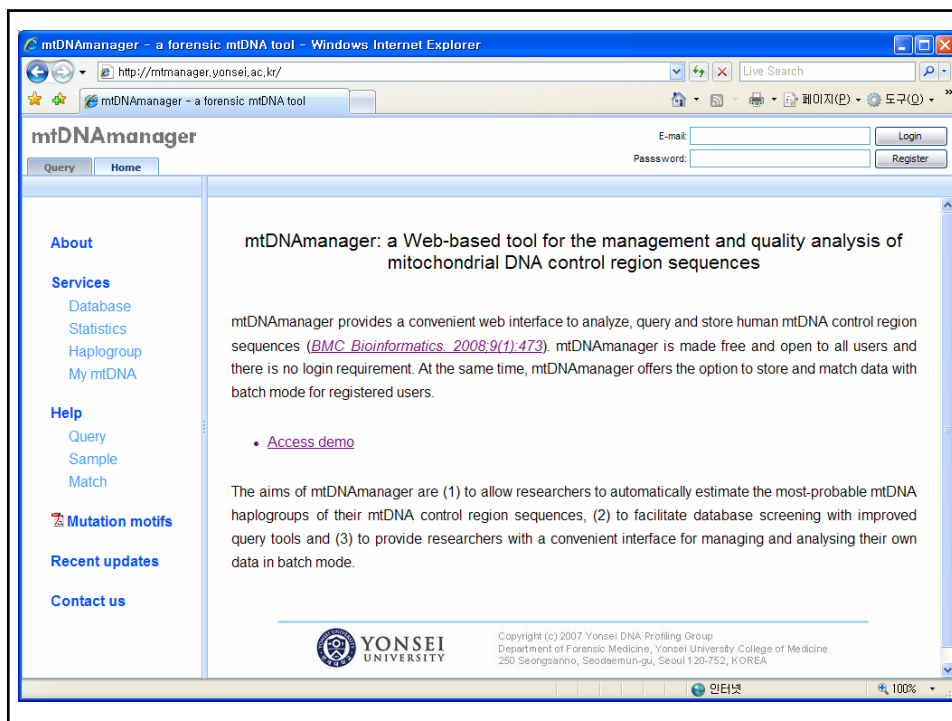 mtDNAmanager - a forensic mtDNA tool - Windows Internet Explorer
http://mtmanager.yonsei.ac.kr/
Live Search
mtDNAmanager - a forensic mtDNA tool
페이지(P)
도구(O)
mtDNAmanager
E-mail:
Login
Passsword:
Register
Query
Home
About
Services
Database
Statistics
Haplogroup
My mtDNA
Help
Query
Sample
Match
Mutation motifs
Recent updates
Contact us
mtDNAmanager: a Web-based tool for the management and quality analysis of
mitochondrial DNA control region sequences
mtDNAmanager provides a convenient web interface to analyze, query and store human mtDNA control region
sequences (BMC Bioinformatics. 2008;9(1):473). mtDNAmanager is made free and open to all users and
there is no login requirement. At the same time, mtDNAmanager offers the option to store and match data with
batch mode for registered users.
• Access demo
The aims of mtDNAmanager are (1) to allow researchers to automatically estimate the most-probable mtDNA
haplogroups of their mtDNA control region sequences, (2) to facilitate database screening with improved
query tools and (3) to provide researchers with a convenient interface for managing and analysing their own
data in batch mode.
YONSEI
UNIVERSITY
Copyright (c) 2007 Yonsei DNA Profiling Group
Department of Forensic Medicine, Yonsei University College of Medicine
250 Seongsanno, Seodaemun-gu, Seoul 120-752, KOREA
인터넷
100%